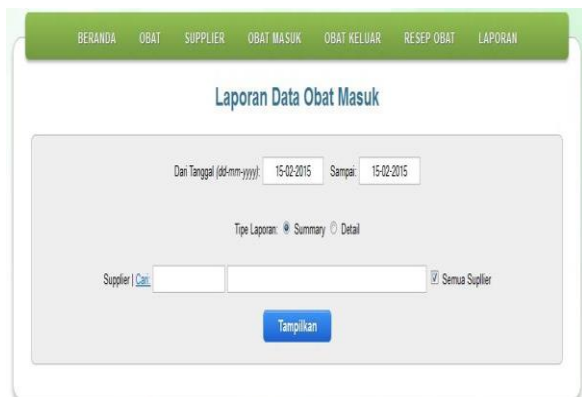 BERANDA OBAT SUPPLIER OBAT MASUK OBAT KELUAR RESEP OBAT LAPORAN
Laporan Data Obat Masuk
Dari Tanggal (dd-mm-yyyy): 15-02-2015 Sampai: 15-02-2015
Tipe Laporan: Summary Detail
Supplier | Cari: Semua Supllier
Tampilkan